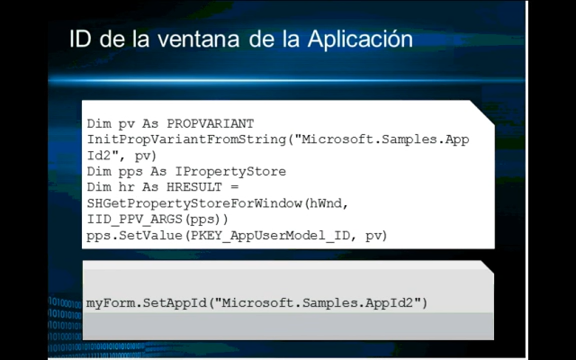 ID de la ventana de la Aplicación
Dim pv As PROPVARIANT
InitPropVariantFromString("Microsoft.Samples.App
Id2", pv)
Dim pps As IPropertyStore
Dim hr As HRESULT =
SHGetPropertyStoreForWindow(hWnd,
IID_PPV_ARGS(pps))
pps.SetValue(PKEY_AppUserModel_ID, pv)
myForm.SetAppId("Microsoft.Samples.AppId2")